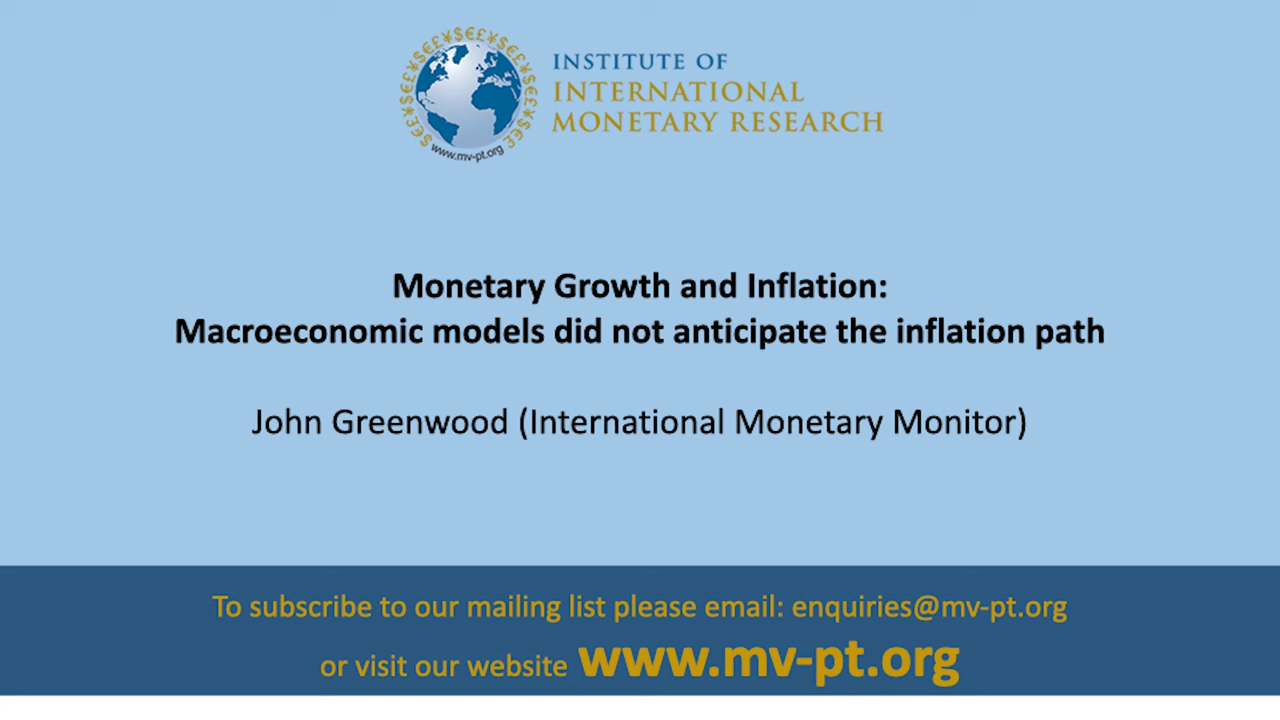 INSTITUTE OF
INTERNATIONAL
MONETARY RESEARCH
www.mv-pt.org
Monetary Growth and Inflation:
Macroeconomic models did not anticipate the inflation path
John Greenwood (International Monetary Monitor)
To subscribe to our mailing list please email: enquiries@mv-pt.org
or visit our website www.mv-pt.org